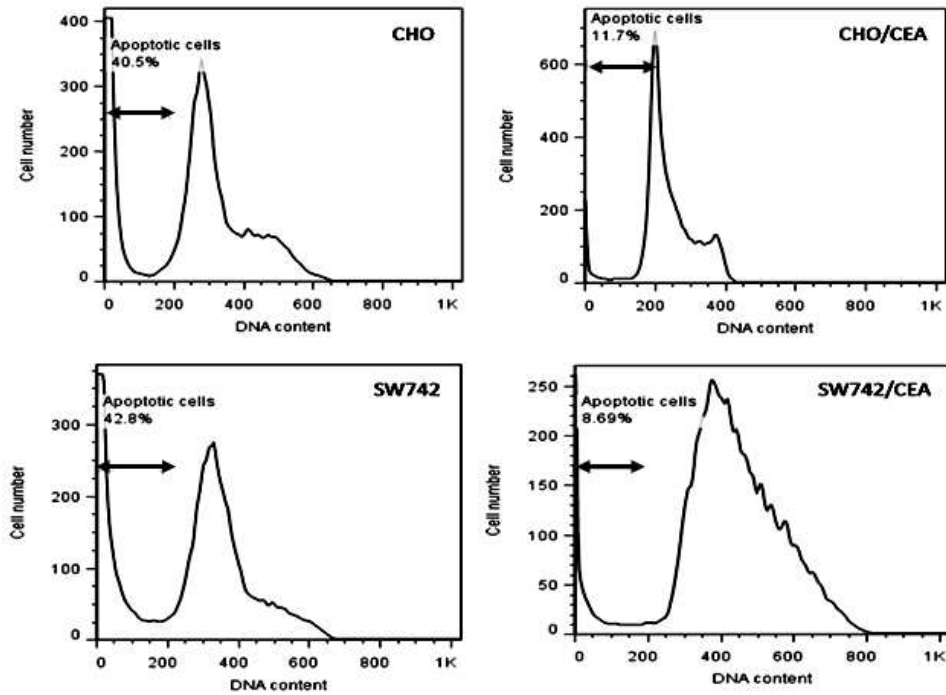 CHO
Apoptotic cells
40.5%
400
300
200
100
0
Cell number
0 200 400 600 800 1K
DNA content
CHO/CEA
Apoptotic cells
11.7%
600
400
200
0
Cell number
0 200 400 600 800 1K
DNA content
SW742
Apoptotic cells
42.8%
300
200
100
0
Cell number
0 200 400 600 800 1K
DNA content
SW742/CEA
Apoptotic cells
8.69%
250
200
150
100
50
0
Cell number
0 200 400 600 800 1K
DNA content